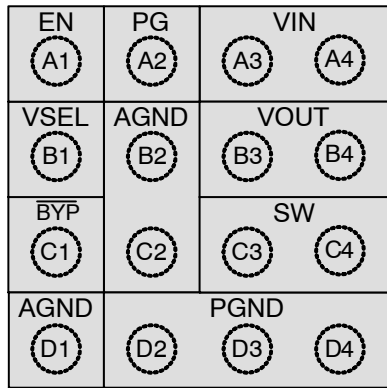 EN PG VIN
A1 A2 A3 A4
VSEL AGND VOUT
B1 B2 B3 B4
BYP SW
C1 C2 C3 C4
AGND PGND
D1 D2 D3 D4